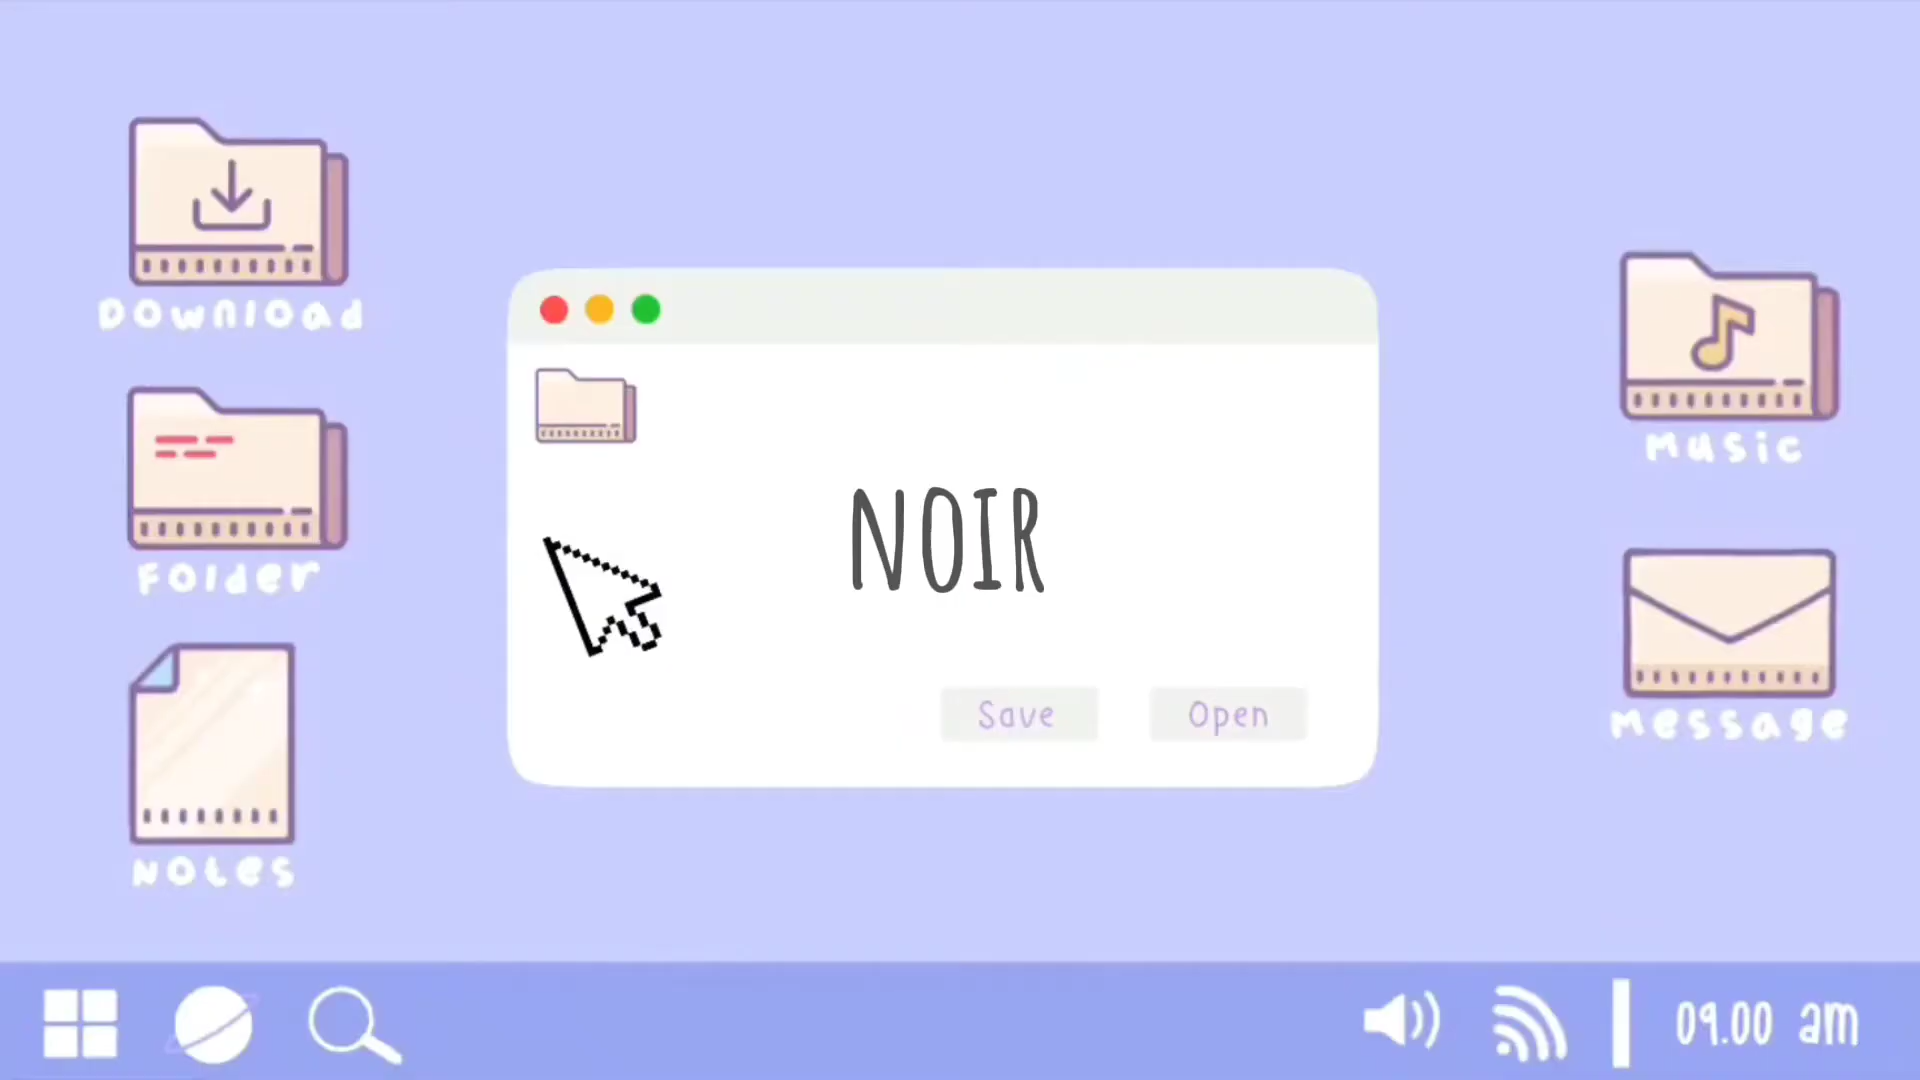 Download
Folder
Notes
NOIR
Save
Open
Music
Message
09.00 am